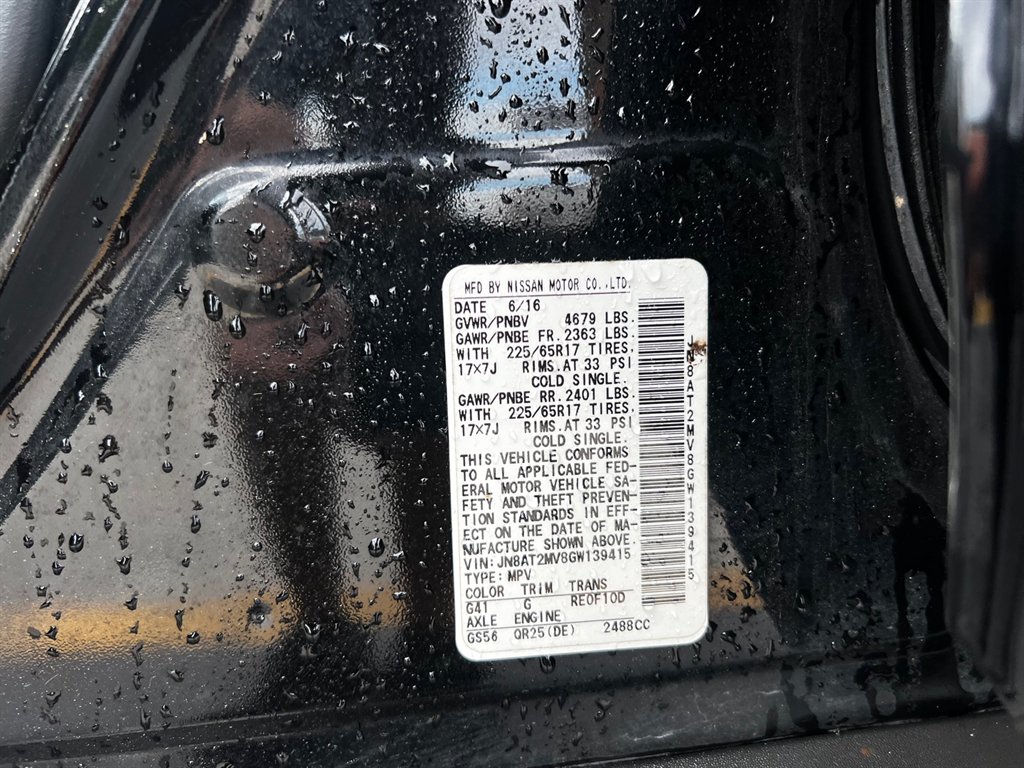 MFD BY NISSAN MOTOR CO.,LTD.
DATE 6/16
GVWR/PNBV 4679 LBS.
GAWR/PNBE FR. 2363 LBS.
WITH 225/65R17 TIRES,
17×7J RIMS.AT 33 PSI
COLD SINGLE.
GAWR/PNBE RR. 2401 LBS.
WITH 225/65R17 TIRES,
17×7J RIMS.AT 33 PSI
COLD SINGLE.
THIS VEHICLE CONFORMS
TO ALL APPLICABLE FED-
ERAL MOTOR VEHICLE SA-
FETY AND THEFT PREVEN-
TION STANDARDS IN EFF-
ECT ON THE DATE OF MA-
NUFACTURE SHOWN ABOVE.
VIN:JN8AT2MV8GW139415
TYPE:MPV
COLOR TRIM TRANS
G41 G RE0F10D
AXLE ENGINE
GS56 QR25(DE) 2488CC
JN8AT2MV8GW139415